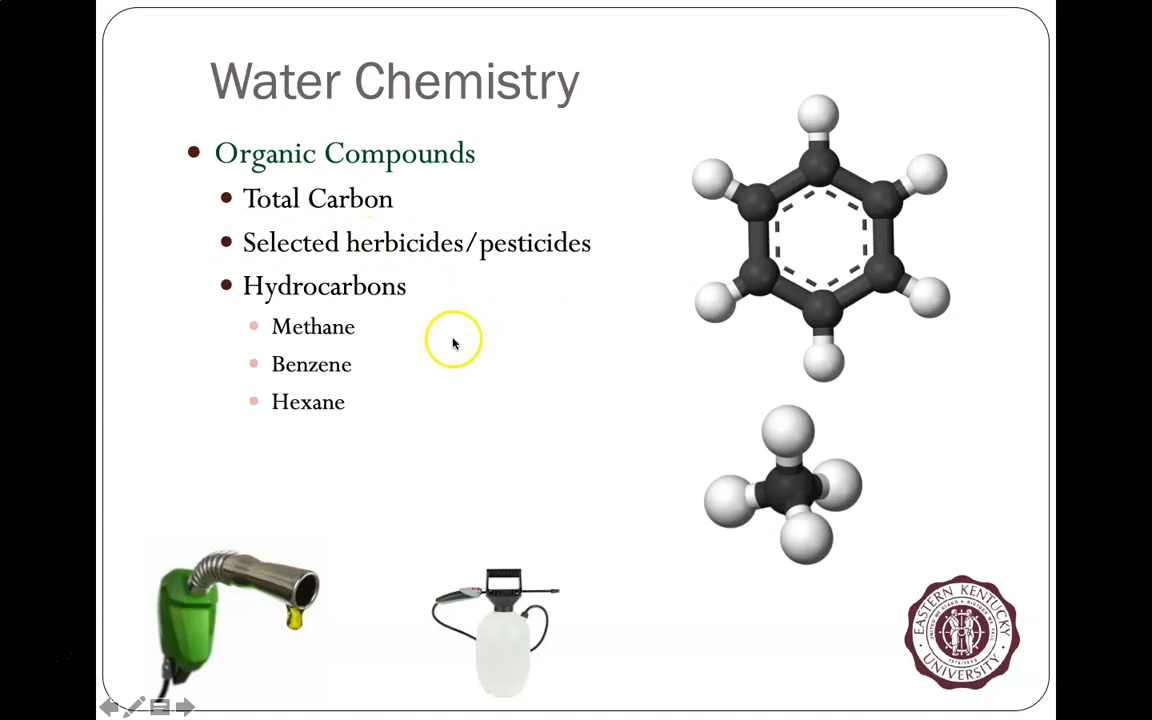 Water Chemistry
Organic Compounds
Total Carbon
Selected herbicides/pesticides
Hydrocarbons
Methane
Benzene
Hexane
EASTERN KENTUCKY
UNIVERSITY